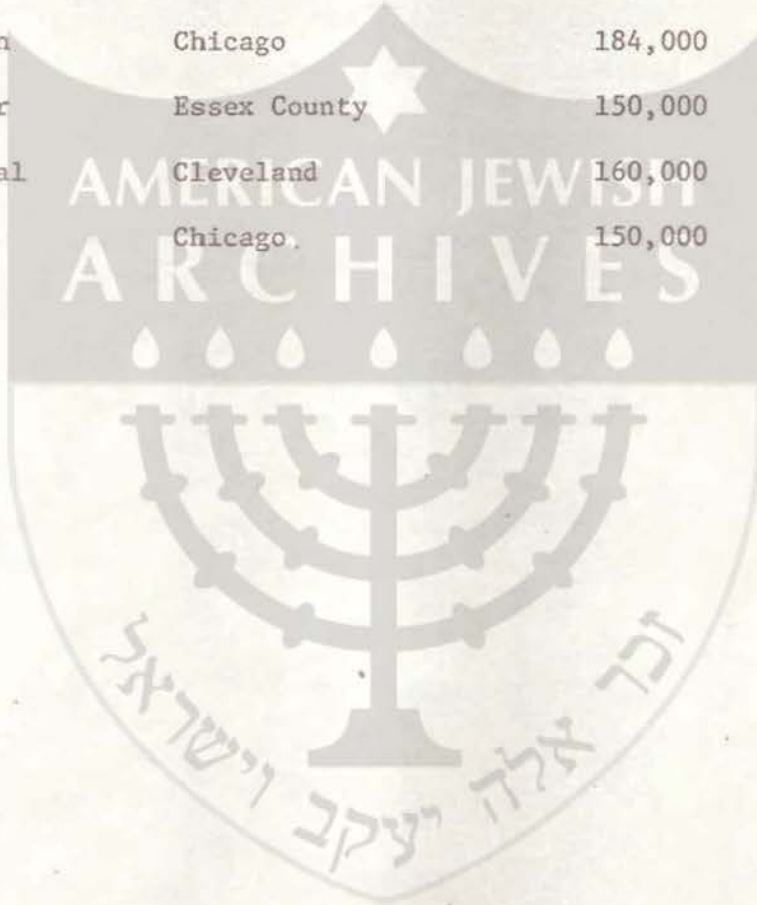 n Chicago 184,000
r Essex County 150,000
al Cleveland 160,000
Chicago. 150,000
AMERICAN JEWISH
ARCHIVES
זכר אלה יעקב וישראל